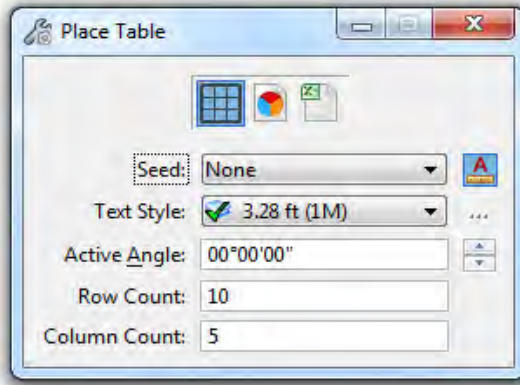 Place Table
Seed: None A
Text Style: 3.28 ft (1M) ...
Active Angle: 00°00'00"
Row Count: 10
Column Count: 5